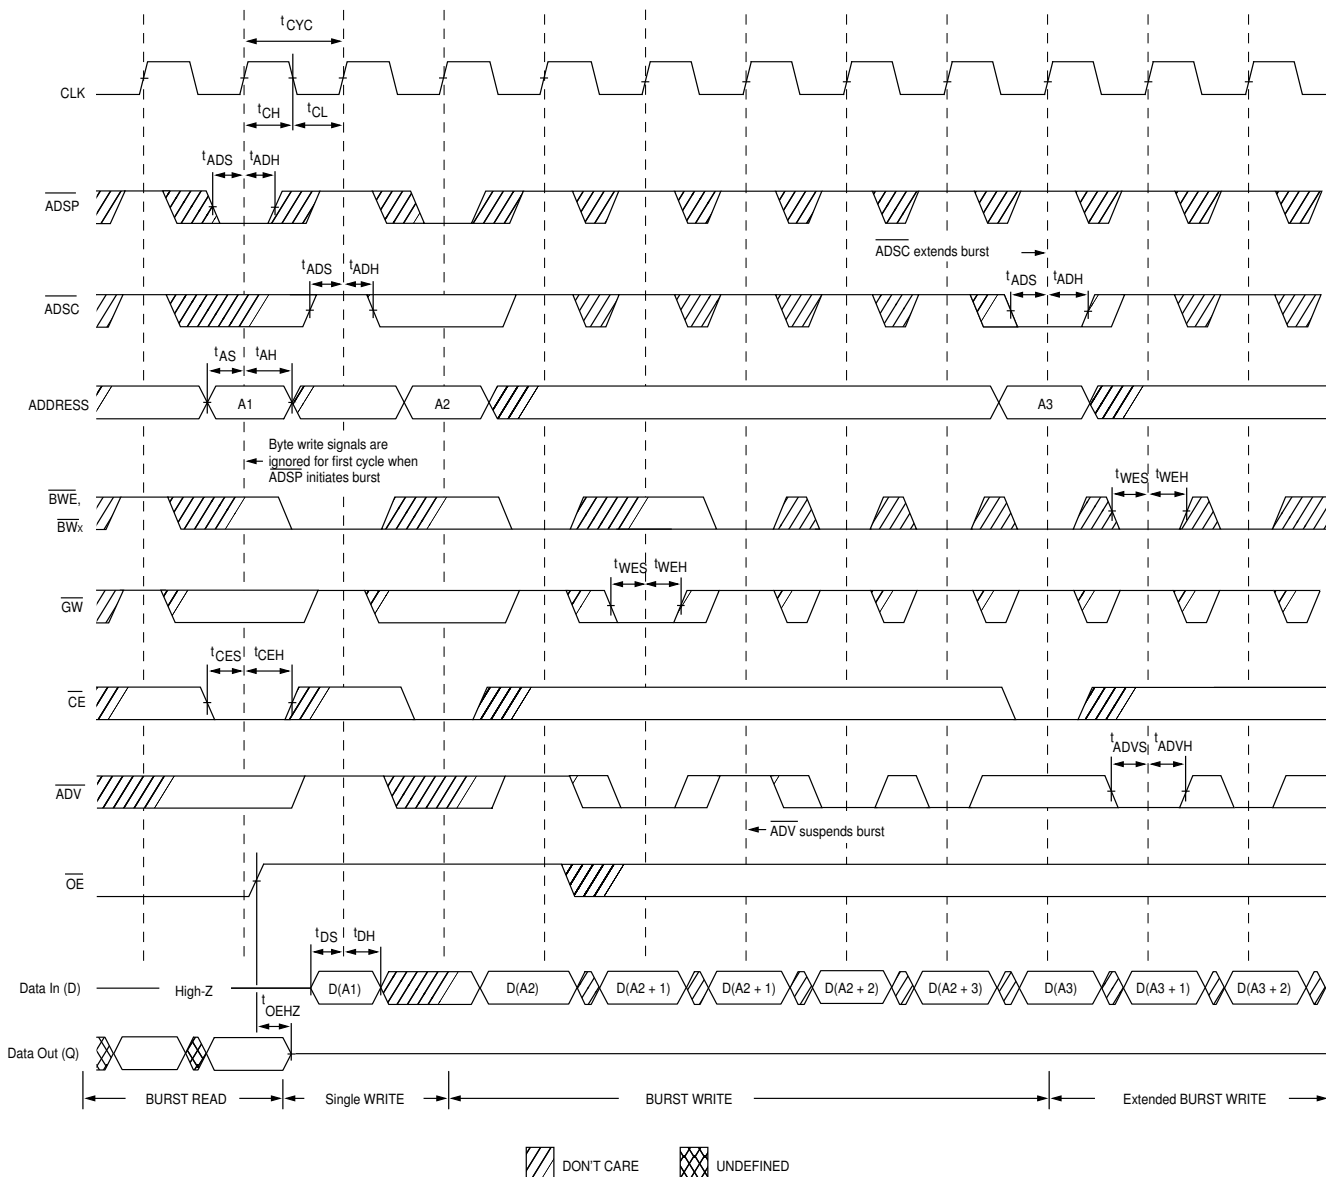 tCYC
CLK
tCH
tCL
tADS
tADH
ADSP
ADSC extends burst
tADS
tADH
tADS
tADH
ADSC
tAS
tAH
ADDRESS
A1
A2
A3
Byte write signals are
ignored for first cycle when
ADSP initiates burst
tWES
tWEH
BWE,
BWx
tWES
tWEH
GW
tCES
tCEH
CE
tADVS
tADVH
ADV
ADV suspends burst
OE
tDS
tDH
Data In (D)
High-Z
D(A1)
D(A2)
D(A2 + 1)
D(A2 + 1)
D(A2 + 2)
D(A2 + 3)
D(A3)
D(A3 + 1)
D(A3 + 2)
tOEHZ
Data Out (Q)
BURST READ
Single WRITE
BURST WRITE
Extended BURST WRITE
DON'T CARE
UNDEFINED